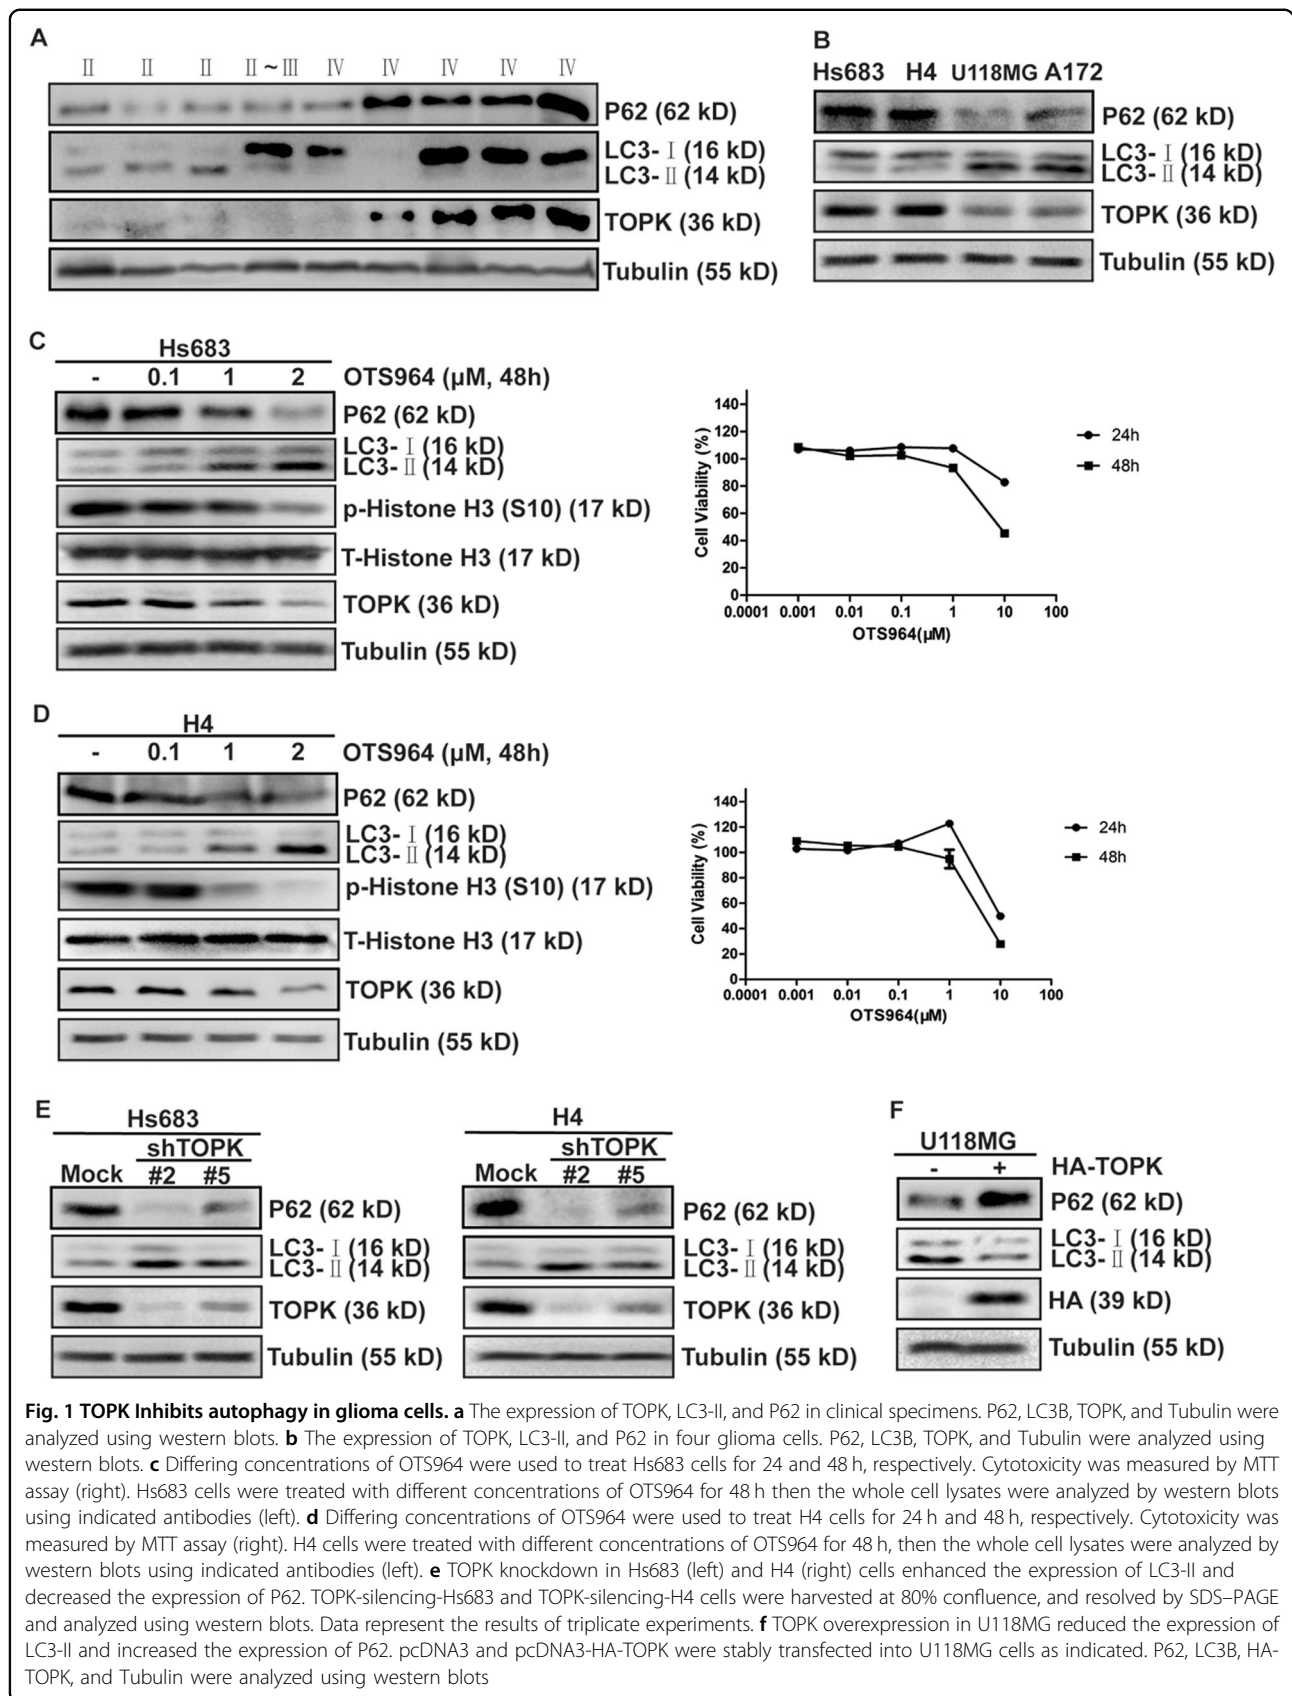 A
Ⅱ Ⅱ Ⅱ Ⅱ~Ⅲ Ⅳ Ⅳ Ⅳ Ⅳ Ⅳ
P62 (62 kD)
LC3-Ⅰ (16 kD)
LC3-Ⅱ (14 kD)
TOPK (36 kD)
Tubulin (55 kD)
B
Hs683 H4 U118MG A172
P62 (62 kD)
LC3-Ⅰ (16 kD)
LC3-Ⅱ (14 kD)
TOPK (36 kD)
Tubulin (55 kD)
C
Hs683
- 0.1 1 2 OTS964 (μM, 48h)
P62 (62 kD)
LC3-Ⅰ (16 kD)
LC3-Ⅱ (14 kD)
p-Histone H3 (S10) (17 kD)
T-Histone H3 (17 kD)
TOPK (36 kD)
Tubulin (55 kD)
Cell Viability (%)
140
120
100
80
60
40
20
0
0.0001 0.001 0.01 0.1 1 10 100
OTS964(μM)
24h
48h
D
H4
- 0.1 1 2 OTS964 (μM, 48h)
P62 (62 kD)
LC3-Ⅰ (16 kD)
LC3-Ⅱ (14 kD)
p-Histone H3 (S10) (17 kD)
T-Histone H3 (17 kD)
TOPK (36 kD)
Tubulin (55 kD)
Cell Viability (%)
140
120
100
80
60
40
20
0
0.0001 0.001 0.01 0.1 1 10 100
OTS964(μM)
24h
48h
E
Hs683
shTOPK
Mock #2 #5
P62 (62 kD)
LC3-Ⅰ (16 kD)
LC3-Ⅱ (14 kD)
TOPK (36 kD)
Tubulin (55 kD)
H4
shTOPK
Mock #2 #5
P62 (62 kD)
LC3-Ⅰ (16 kD)
LC3-Ⅱ (14 kD)
TOPK (36 kD)
Tubulin (55 kD)
F
U118MG
- + HA-TOPK
P62 (62 kD)
LC3-Ⅰ (16 kD)
LC3-Ⅱ (14 kD)
HA (39 kD)
Tubulin (55 kD)
Fig. 1 TOPK Inhibits autophagy in glioma cells. a The expression of TOPK, LC3-II, and P62 in clinical specimens. P62, LC3B, TOPK, and Tubulin were
analyzed using western blots. b The expression of TOPK, LC3-II, and P62 in four glioma cells. P62, LC3B, TOPK, and Tubulin were analyzed using
western blots. c Differing concentrations of OTS964 were used to treat Hs683 cells for 24 and 48 h, respectively. Cytotoxicity was measured by MTT
assay (right). Hs683 cells were treated with different concentrations of OTS964 for 48 h then the whole cell lysates were analyzed by western blots
using indicated antibodies (left). d Differing concentrations of OTS964 were used to treat H4 cells for 24 h and 48 h, respectively. Cytotoxicity was
measured by MTT assay (right). H4 cells were treated with different concentrations of OTS964 for 48 h, then the whole cell lysates were analyzed by
western blots using indicated antibodies (left). e TOPK knockdown in Hs683 (left) and H4 (right) cells enhanced the expression of LC3-II and
decreased the expression of P62. TOPK-silencing-Hs683 and TOPK-silencing-H4 cells were harvested at 80% confluence, and resolved by SDS–PAGE
and analyzed using western blots. Data represent the results of triplicate experiments. f TOPK overexpression in U118MG reduced the expression of
LC3-II and increased the expression of P62. pcDNA3 and pcDNA3-HA-TOPK were stably transfected into U118MG cells as indicated. P62, LC3B, HA-
TOPK, and Tubulin were analyzed using western blots